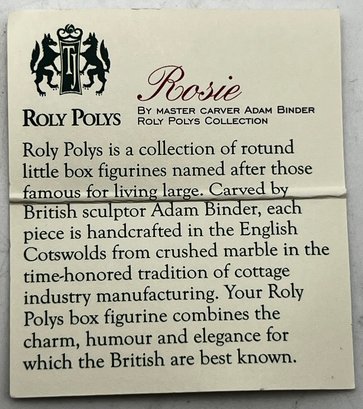 Rosie
BY MASTER CARVER ADAM BINDER
ROLY POLYS COLLECTION
ROLY POLYS
Roly Polys is a collection of rotund
little box figurines named after those
famous for living large. Carved by
British sculptor Adam Binder, each
piece is handcrafted in the English
Cotswolds from crushed marble in the
time-honored tradition of cottage
industry manufacturing. Your Roly
Polys box figurine combines the
charm, humour and elegance for
which the British are best known.